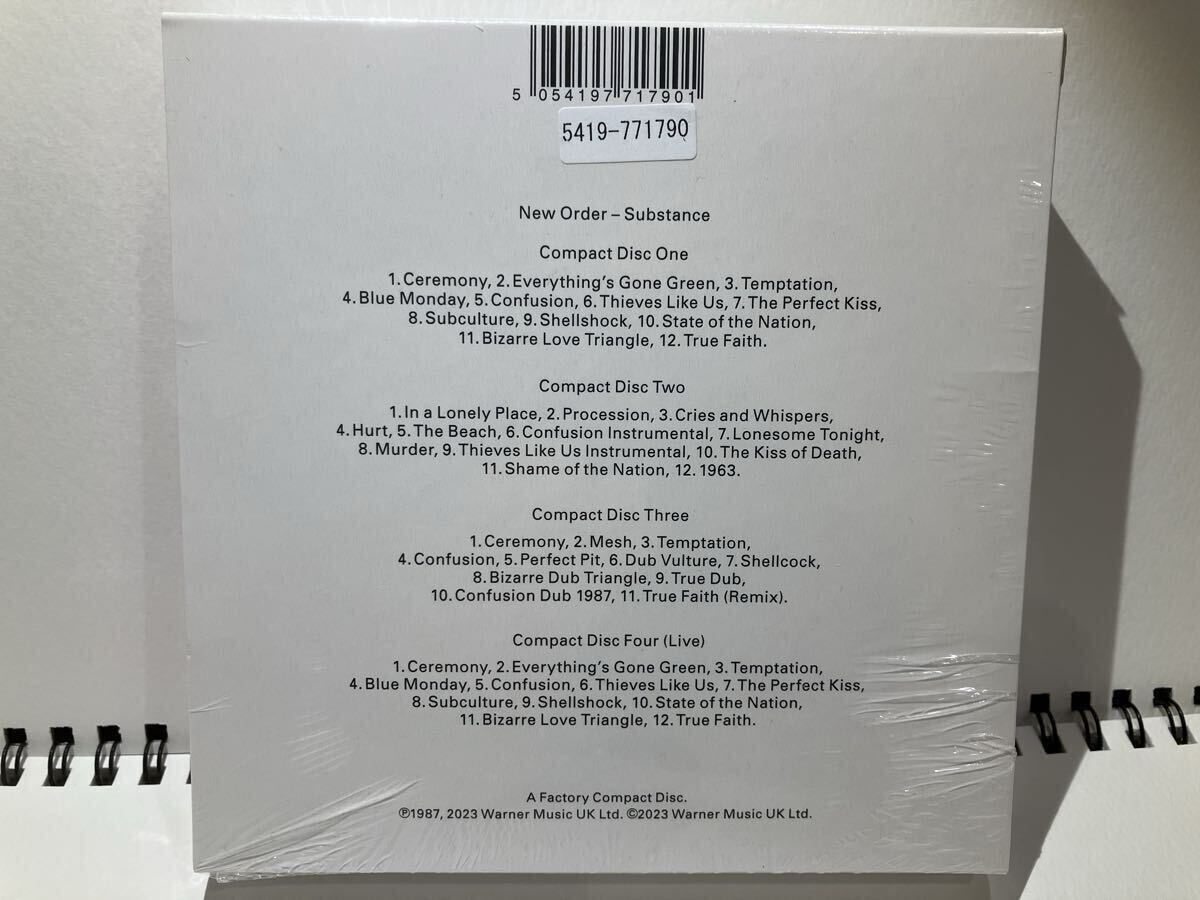 5 054197 717901
5419-771790
New Order – Substance
Compact Disc One
1. Ceremony, 2. Everything's Gone Green, 3. Temptation,
4. Blue Monday, 5. Confusion, 6. Thieves Like Us, 7. The Perfect Kiss,
8. Subculture, 9. Shellshock, 10. State of the Nation,
11. Bizarre Love Triangle, 12. True Faith.
Compact Disc Two
1. In a Lonely Place, 2. Procession, 3. Cries and Whispers,
4. Hurt, 5. The Beach, 6. Confusion Instrumental, 7. Lonesome Tonight,
8. Murder, 9. Thieves Like Us Instrumental, 10. The Kiss of Death,
11. Shame of the Nation, 12. 1963.
Compact Disc Three
1. Ceremony, 2. Mesh, 3. Temptation,
4. Confusion, 5. Perfect Pit, 6. Dub Vulture, 7. Shellcock,
8. Bizarre Dub Triangle, 9. True Dub,
10. Confusion Dub 1987, 11. True Faith (Remix).
Compact Disc Four (Live)
1. Ceremony, 2. Everything's Gone Green, 3. Temptation,
4. Blue Monday, 5. Confusion, 6. Thieves Like Us, 7. The Perfect Kiss,
8. Subculture, 9. Shellshock, 10. State of the Nation,
11. Bizarre Love Triangle, 12. True Faith.
A Factory Compact Disc.
℗1987, 2023 Warner Music UK Ltd. ©2023 Warner Music UK Ltd.